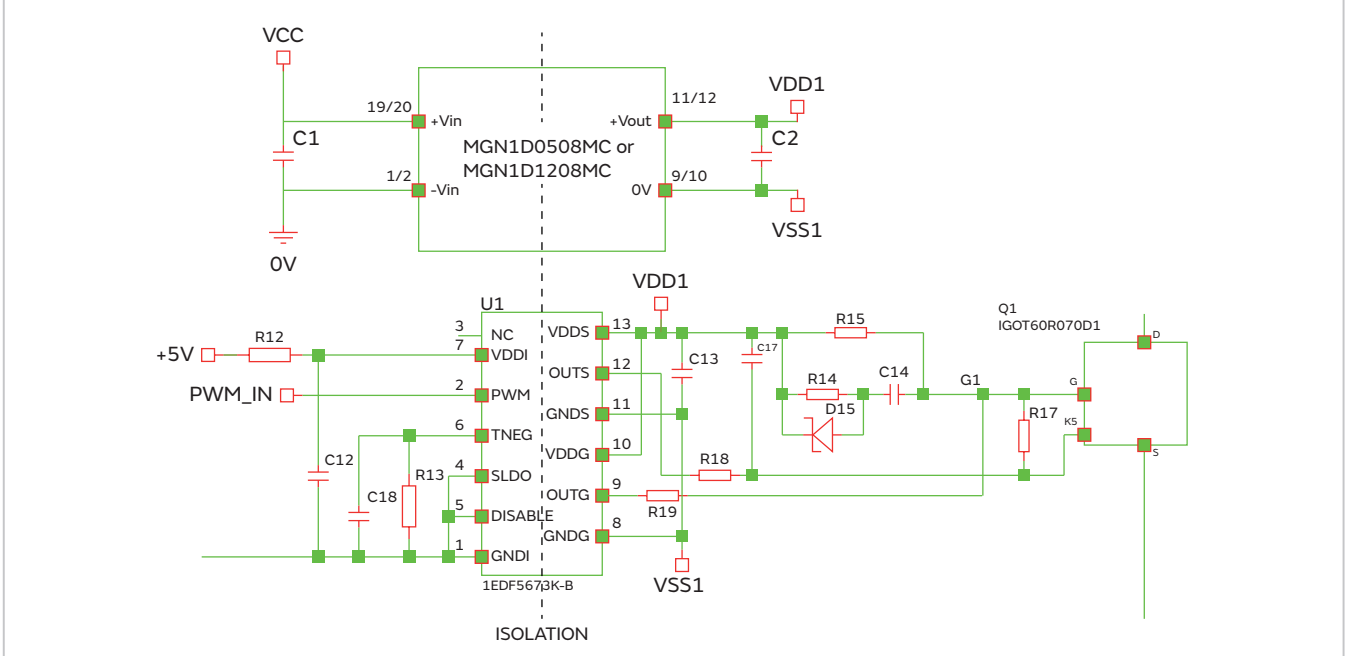 VCC
VDD1
19/20
11/12
+Vin
+Vout
C1
C2
MGN1D0508MC or
MGN1D1208MC
1/2
9/10
-Vin
0V
VSS1
0V
VDD1
U1
Q1
IGOT60R070D1
3
NC
VDDS
13
R15
D
R12
+5V
7
VDDI
C13
C17
12
OUTS
R14
C14
G1
G
PWM_IN
2
PWM
D15
11
GNDS
R17
K5
6
TNEG
10
VDDG
S
C12
R13
4
SLDO
R18
C18
9
OUTG
R19
5
DISABLE
8
GNDG
1
GNDI
VSS1
1EDF5673K-B
ISOLATION